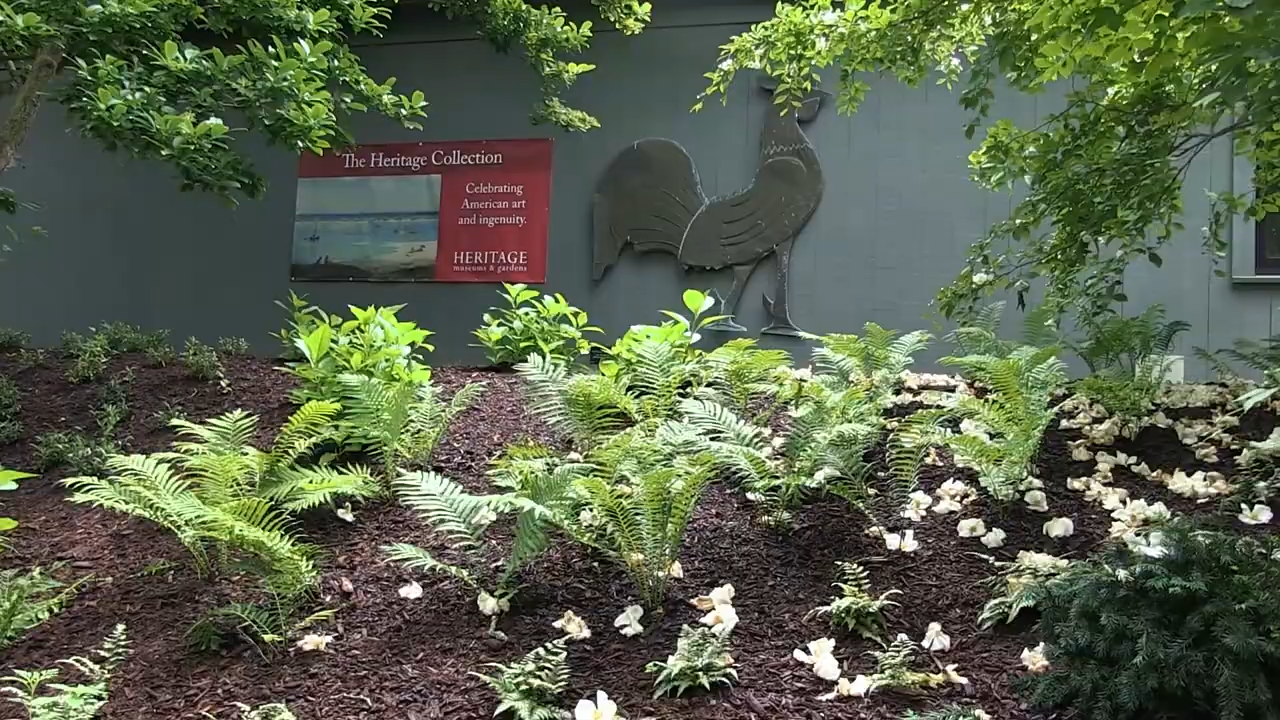 The Heritage Collection
Celebrating
American art
and ingenuity.
HERITAGE
museums & gardens